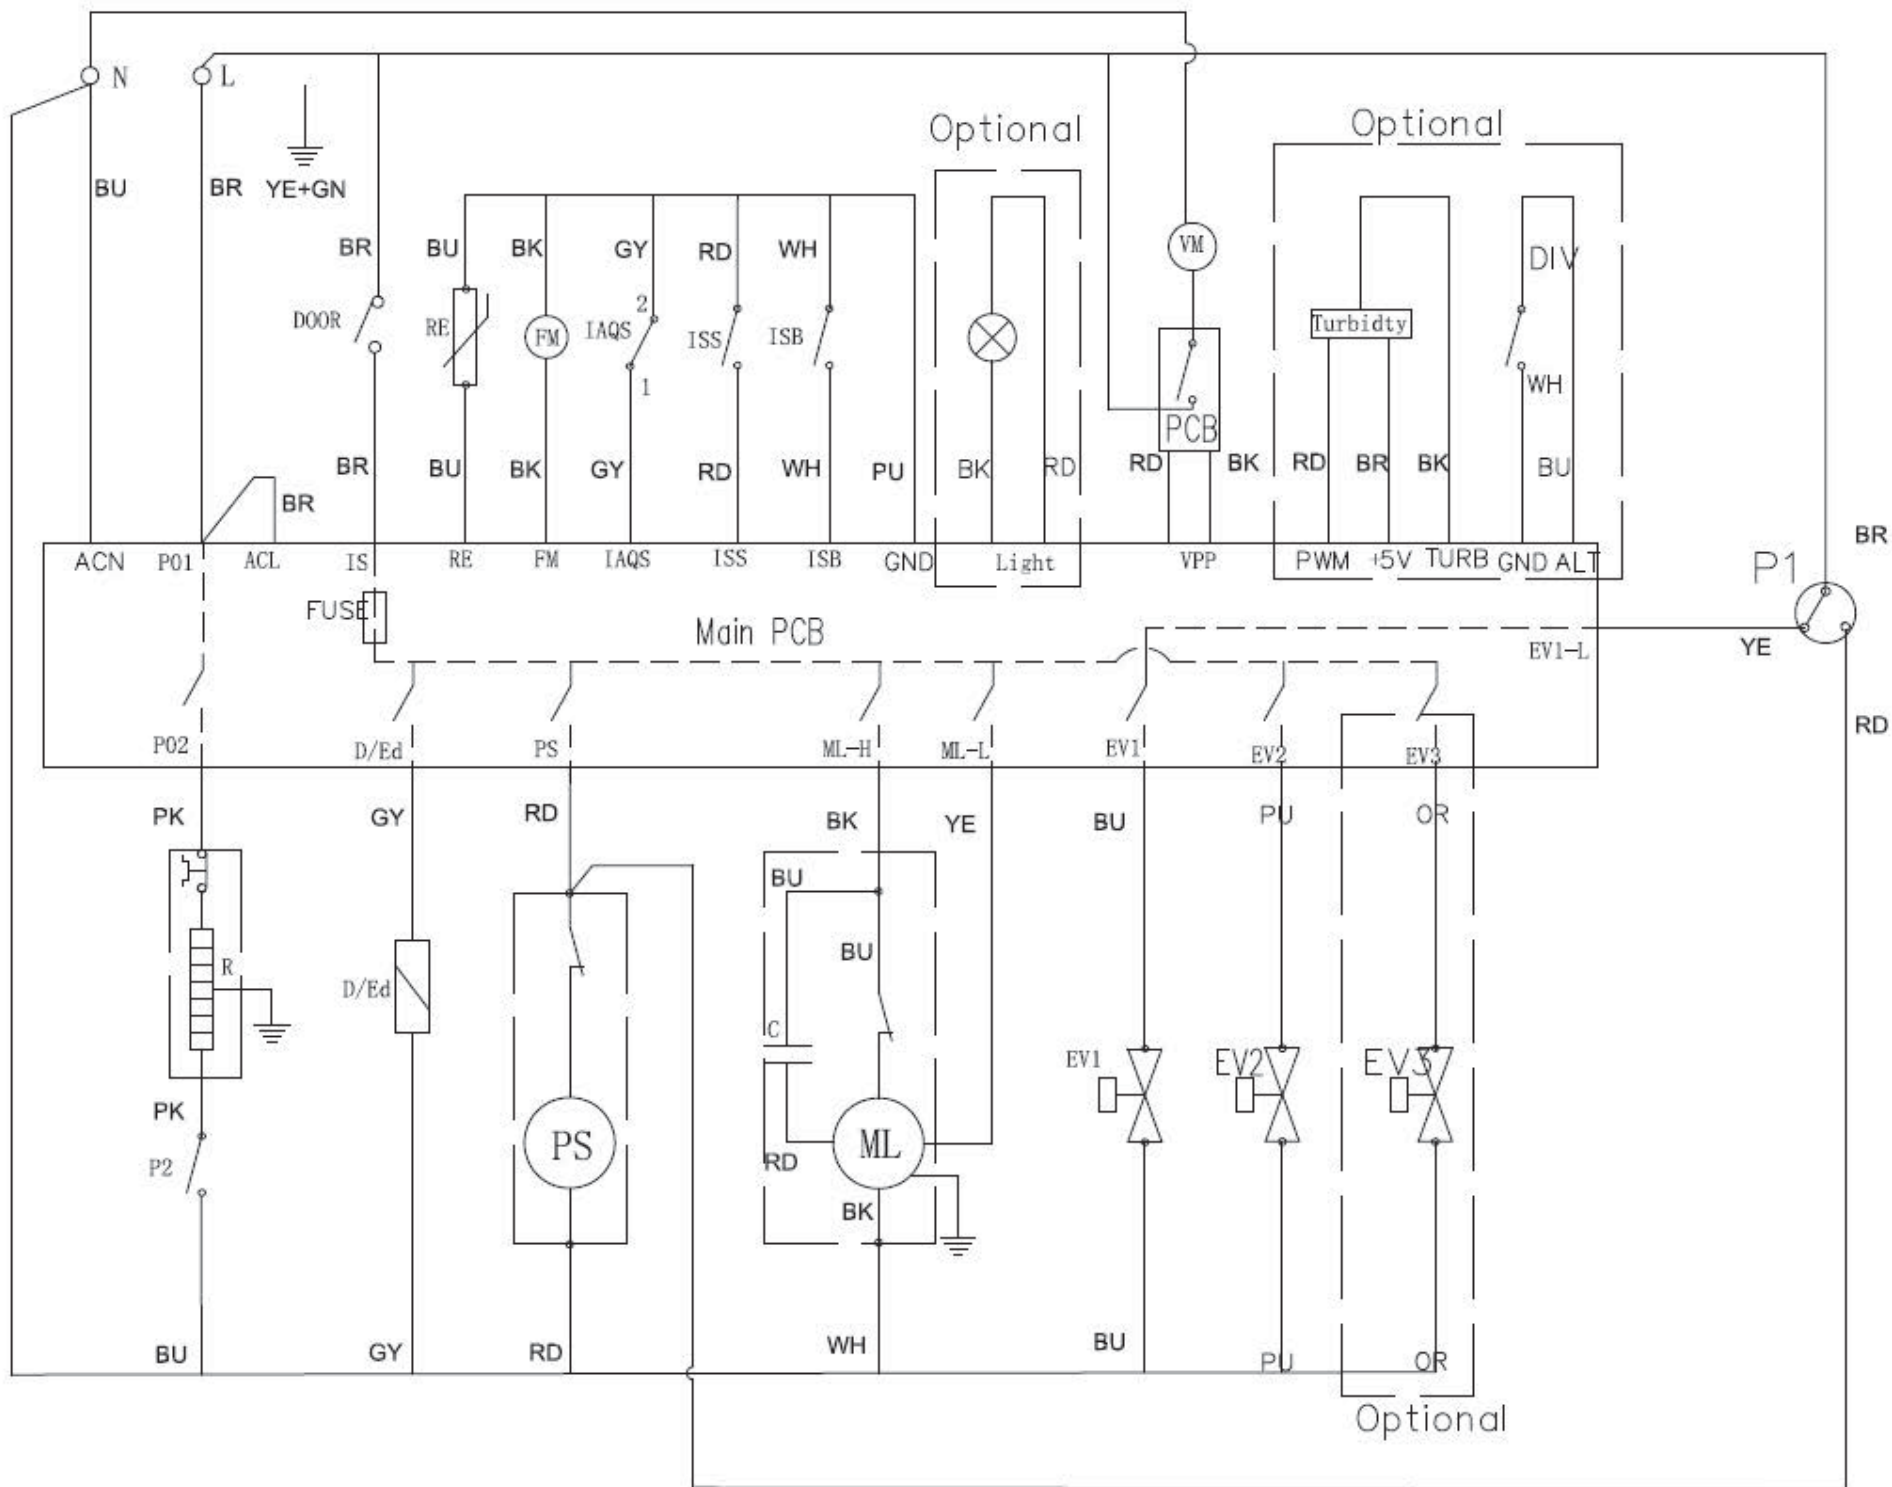 N
L
Optional
Optional
BU
BR
YE+GN
BR
BU
BK
GY
RD
WH
VM
DIV
DOOR
RE
FM
IAQS
2
1
ISS
ISB
Turbidty
WH
PCB
BR
BU
BK
GY
RD
WH
PU
BK
RD
RD
BK
RD
BR
BK
BU
BR
BR
ACN
P01
ACL
IS
RE
FM
IAQS
ISS
ISB
GND
Light
VPP
PWM
+5V
TURB
GND
ALT
P1
FUSE
Main PCB
EV1-L
YE
RD
P02
D/Ed
PS
ML-H
ML-L
EV1
EV2
EV3
PK
GY
RD
BK
YE
BU
PU
OR
BU
BU
R
D/Ed
C
EV1
EV2
EV3
PK
P2
PS
ML
RD
BK
BU
GY
RD
WH
BU
PU
OR
Optional